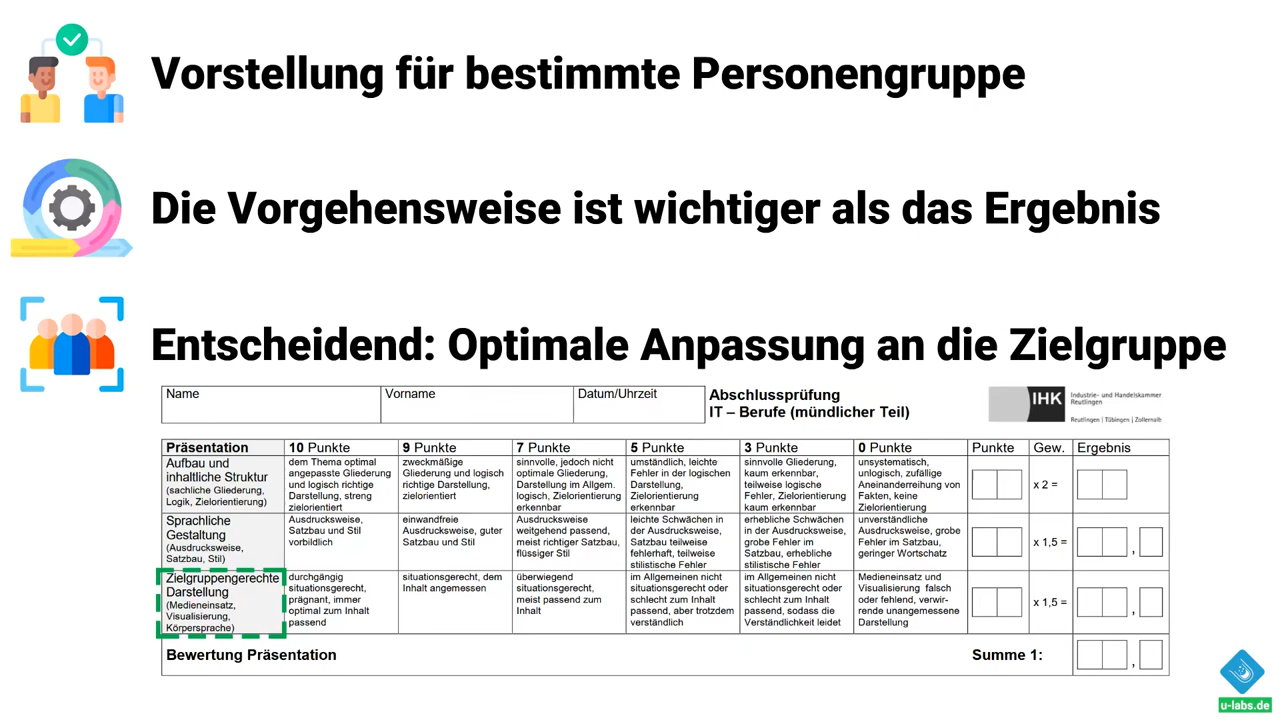 Vorstellung für bestimmte Personengruppe
Die Vorgehensweise ist wichtiger als das Ergebnis
Entscheidend: Optimale Anpassung an die Zielgruppe
Name Vorname Datum/Uhrzeit
Abschlussprüfung
IT – Berufe (mündlicher Teil)
IHK
Industrie- und Handelskammer
Reutlingen
Reutlingen | Tübingen | Zollernalb
Präsentation 10 Punkte 9 Punkte 7 Punkte 5 Punkte 3 Punkte 0 Punkte Punkte Gew. Ergebnis
Aufbau und
inhaltliche Struktur
(sachliche Gliederung,
Logik, Zielorientierung)
dem Thema optimal
angepasste Gliederung
und logisch richtige
Darstellung, streng
zielorientiert
zweckmäßige
Gliederung und logisch
richtige Darstellung,
zielorientiert
sinnvolle, jedoch nicht
optimale Gliederung,
Darstellung im Allgem.
logisch, Zielorientierung
erkennbar
umständlich, leichte
Fehler in der logischen
Darstellung,
Zielorientierung
erkennbar
sinnvolle Gliederung,
kaum erkennbar,
teilweise logische
Fehler, Zielorientierung
kaum erkennbar
unsystematisch,
unlogisch, zufällige
Aneinanderreihung von
Fakten, keine
Zielorientierung
x 2 =
Sprachliche
Gestaltung
(Ausdrucksweise,
Satzbau, Stil)
Ausdrucksweise,
Satzbau und Stil
vorbildlich
einwandfreie
Ausdrucksweise, guter
Satzbau und Stil
Ausdrucksweise
weitgehend passend,
meist richtiger Satzbau,
flüssiger Stil
leichte Schwächen in
der Ausdrucksweise,
Satzbau teilweise
fehlerhaft, teilweise
stilistische Fehler
erhebliche Schwächen
in der Ausdrucksweise,
grobe Fehler im
Satzbau, erhebliche
stilistische Fehler
unverständliche
Ausdrucksweise, grobe
Fehler im Satzbau,
geringer Wortschatz
x 1,5 =
,
Zielgruppengerechte
Darstellung
(Medieneinsatz,
Visualisierung,
Körpersprache)
durchgängig
situationsgerecht,
prägnant, immer
optimal zum Inhalt
passend
situationsgerecht, dem
Inhalt angemessen
überwiegend
situationsgerecht,
meist passend zum
Inhalt
im Allgemeinen nicht
situationsgerecht oder
schlecht zum Inhalt
passend, aber trotzdem
verständlich
im Allgemeinen nicht
situationsgerecht oder
schlecht zum Inhalt
passend, sodass die
Verständlichkeit leidet
Medieneinsatz und
Visualisierung falsch
oder fehlend, verwir-
rende unangemessene
Darstellung
x 1,5 =
,
Bewertung Präsentation Summe 1: ,
u-labs.de